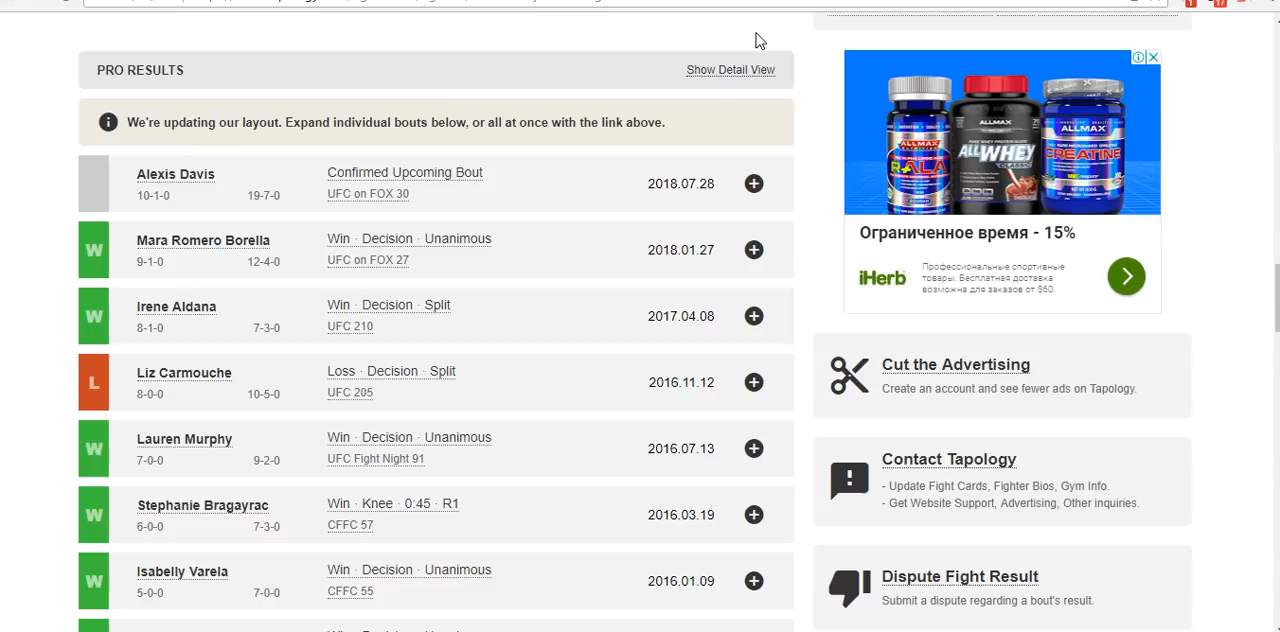 PRO RESULTS
Show Detail View
We're updating our layout. Expand individual bouts below, or all at once with the link above.
Alexis Davis
10-1-0 19-7-0
Confirmed Upcoming Bout
UFC on FOX 30
2018.07.28
W
Mara Romero Borella
9-1-0 12-4-0
Win · Decision · Unanimous
UFC on FOX 27
2018.01.27
W
Irene Aldana
8-1-0 7-3-0
Win · Decision · Split
UFC 210
2017.04.08
L
Liz Carmouche
8-0-0 10-5-0
Loss · Decision · Split
UFC 205
2016.11.12
W
Lauren Murphy
7-0-0 9-2-0
Win · Decision · Unanimous
UFC Fight Night 91
2016.07.13
W
Stephanie Bragayrac
6-0-0 7-3-0
Win · Knee · 0:45 · R1
CFFC 57
2016.03.19
W
Isabelly Varela
5-0-0 7-0-0
Win · Decision · Unanimous
CFFC 55
2016.01.09
ALLMAX
R+ALA
ALLMAX
ALLWHEY
CLASSIC
ALLMAX
CREATINE
Ограниченное время - 15%
iHerb
Профессиональные спортивные
товары. Бесплатная доставка
возможна для заказов от $60.
Cut the Advertising
Create an account and see fewer ads on Tapology.
Contact Tapology
- Update Fight Cards, Fighter Bios, Gym Info.
- Get Website Support, Advertising, Other inquiries.
Dispute Fight Result
Submit a dispute regarding a bout's result.